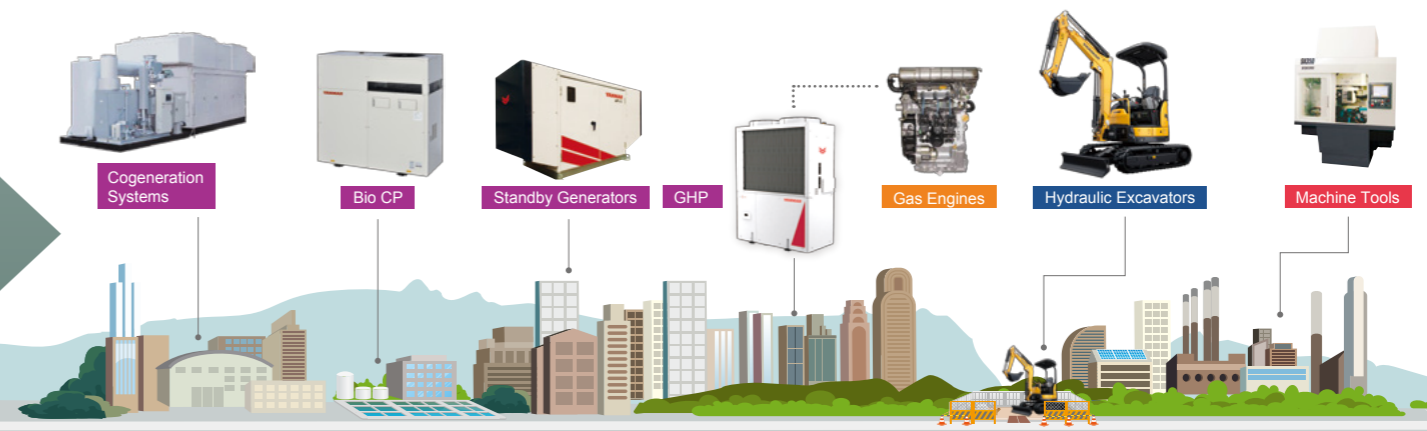 Cogeneration
Systems
Bio CP
Standby Generators
GHP
Gas Engines
Hydraulic Excavators
Machine Tools